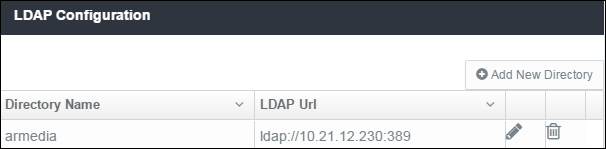 LDAP Configuration
Add New Directory
Directory Name LDAP Url
armedia ldap://10.21.12.230:389